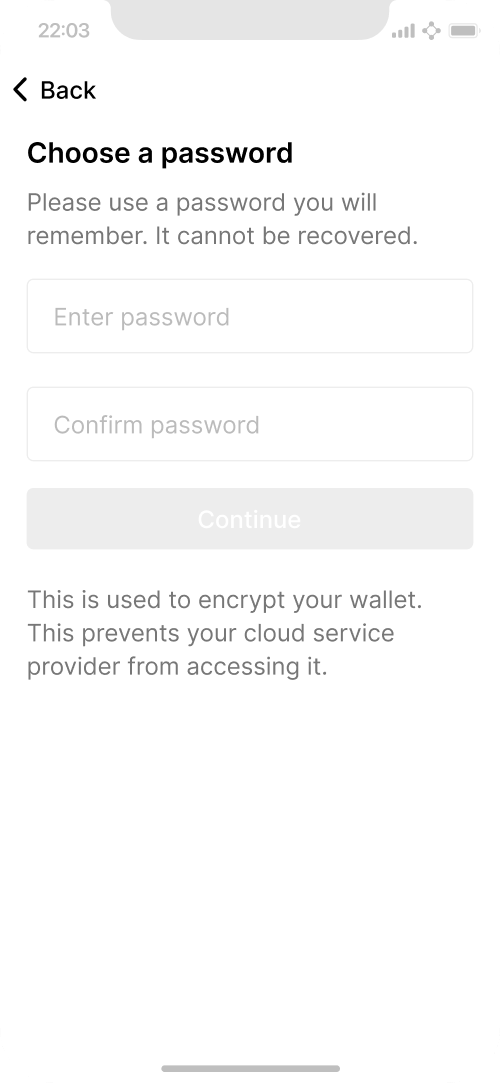 22:03
Back
Choose a password
Please use a password you will
remember. It cannot be recovered.
Enter password
Confirm password
Continue
This is used to encrypt your wallet.
This prevents your cloud service
provider from accessing it.